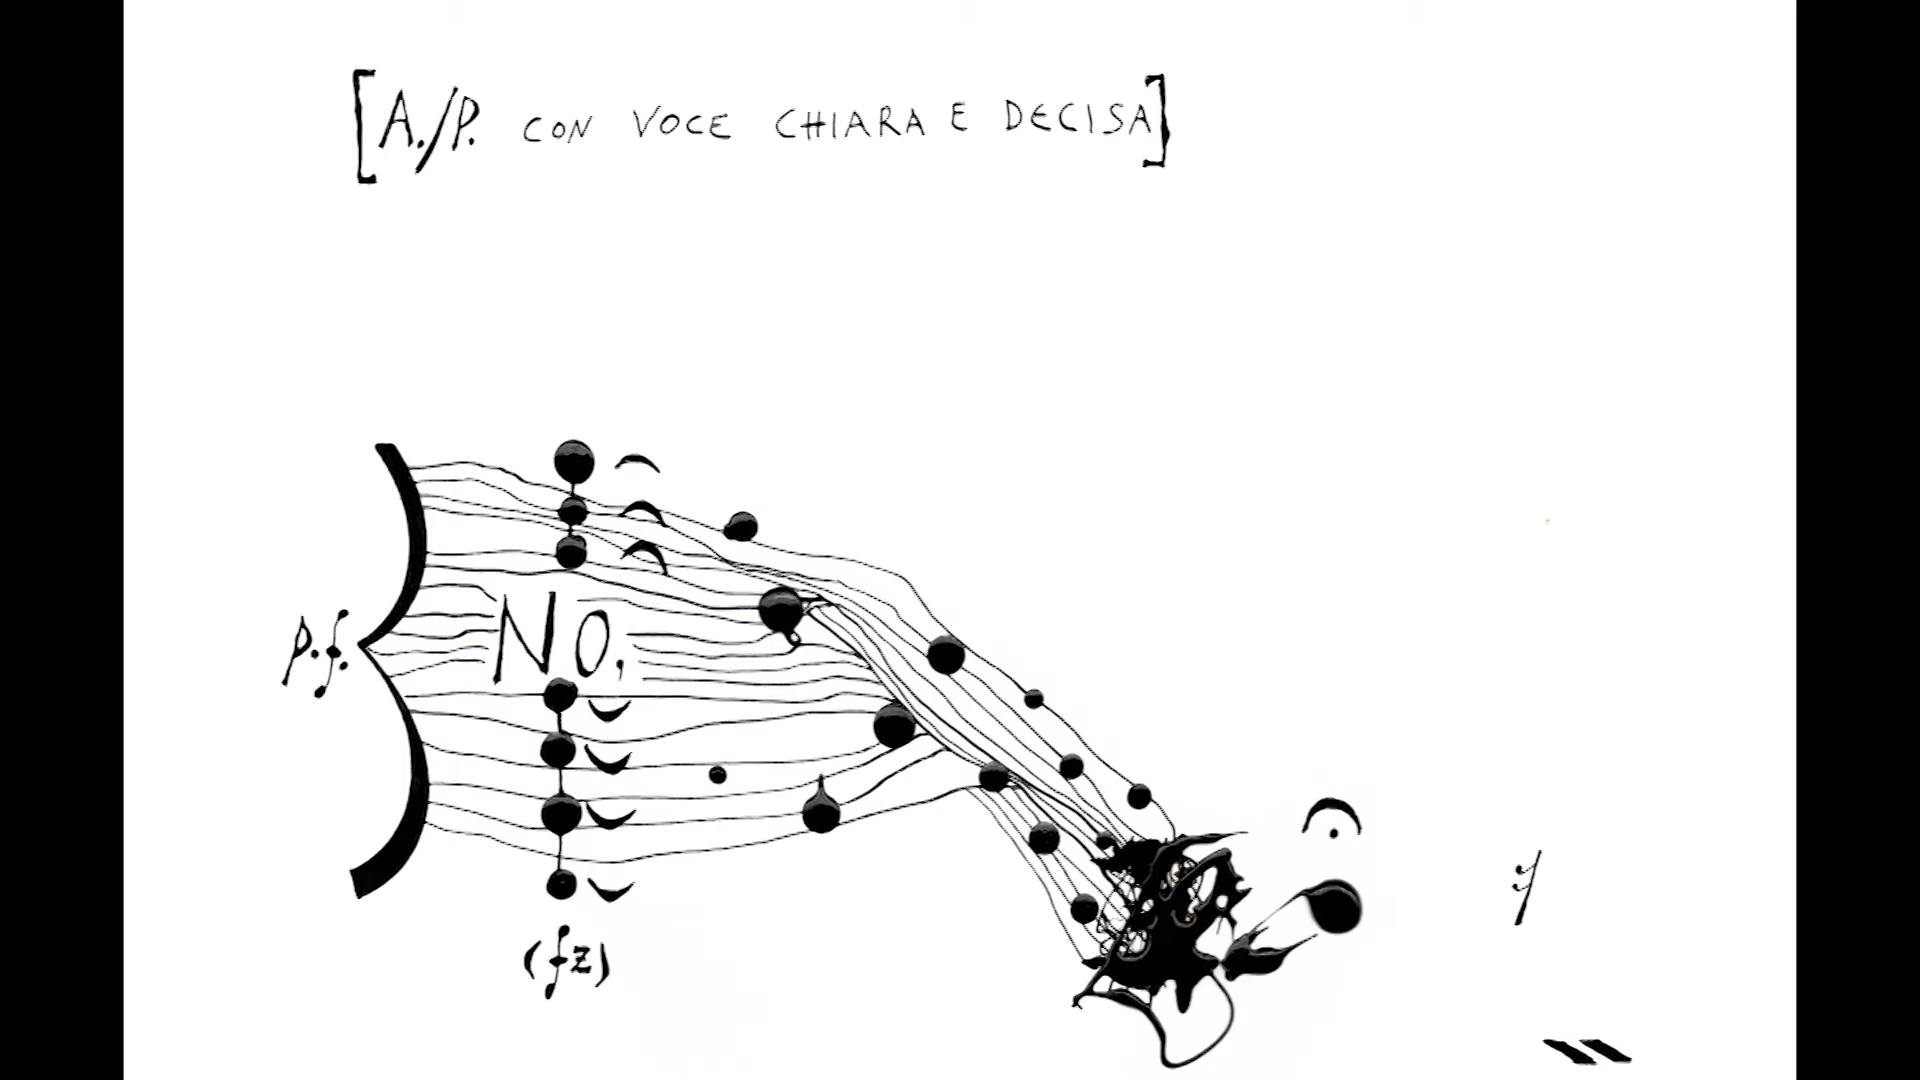 [A./P. CON VOCE CHIARA E DECISA]
NO,
p.f.
(fz)